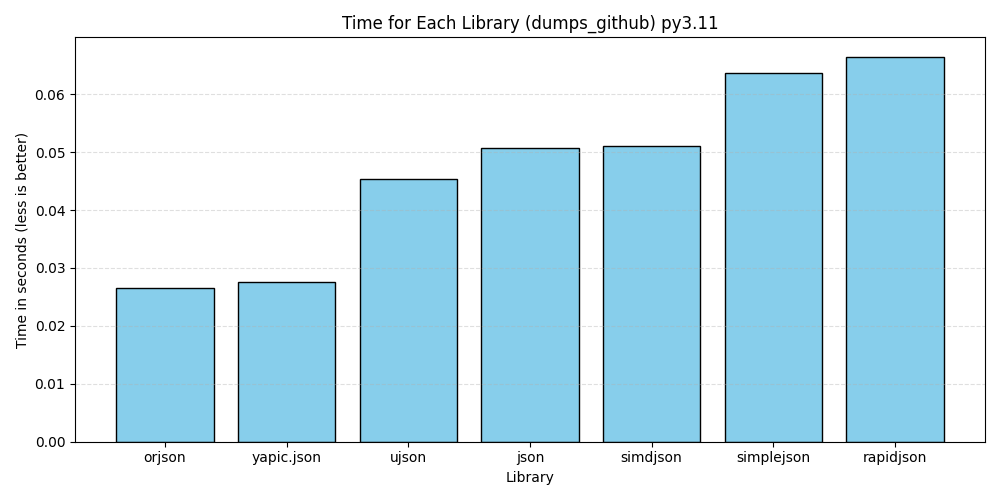 Time for Each Library (dumps_github) py3.11
Time in seconds (less is better)
0.06
0.05
0.04
0.03
0.02
0.01
0.00
orjson yapic.json ujson json simdjson simplejson rapidjson
Library